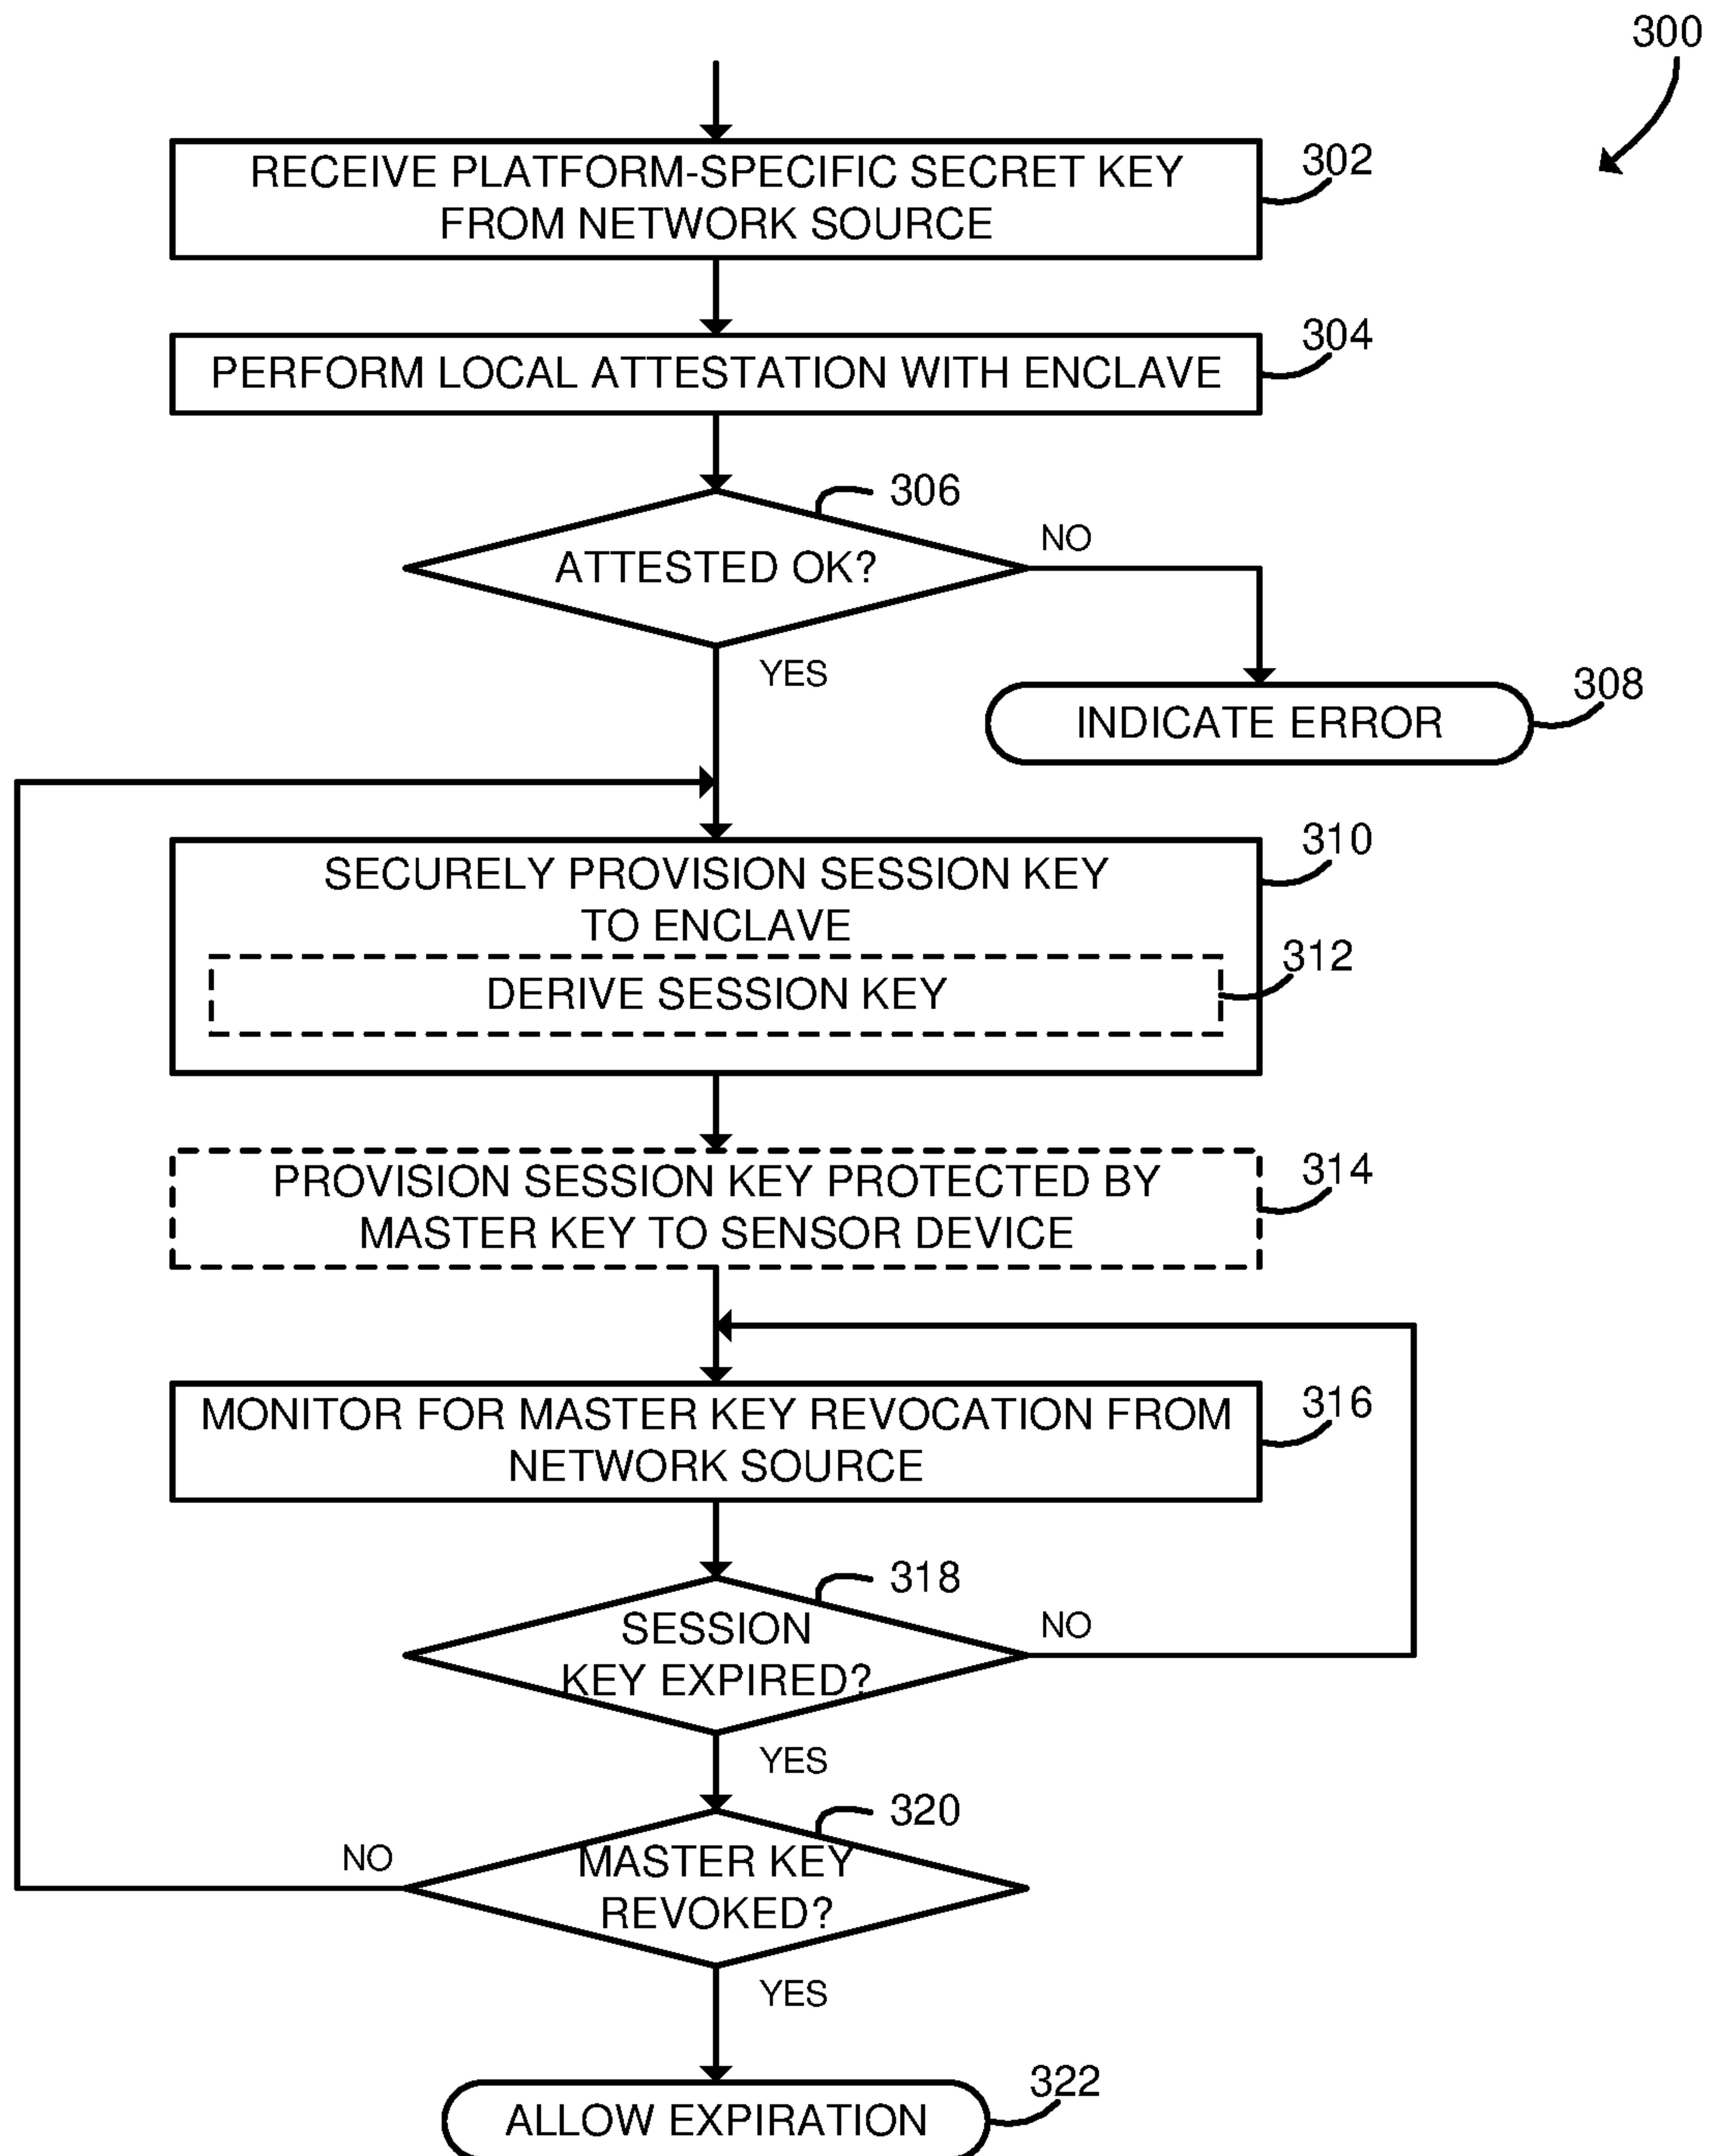 300
RECEIVE PLATFORM-SPECIFIC SECRET KEY
FROM NETWORK SOURCE
302
PERFORM LOCAL ATTESTATION WITH ENCLAVE
304
306
ATTESTED OK?
NO
YES
INDICATE ERROR
308
SECURELY PROVISION SESSION KEY
TO ENCLAVE
310
DERIVE SESSION KEY
312
PROVISION SESSION KEY PROTECTED BY
MASTER KEY TO SENSOR DEVICE
314
MONITOR FOR MASTER KEY REVOCATION FROM
NETWORK SOURCE
316
318
SESSION
KEY EXPIRED?
NO
YES
320
MASTER KEY
REVOKED?
NO
YES
ALLOW EXPIRATION
322